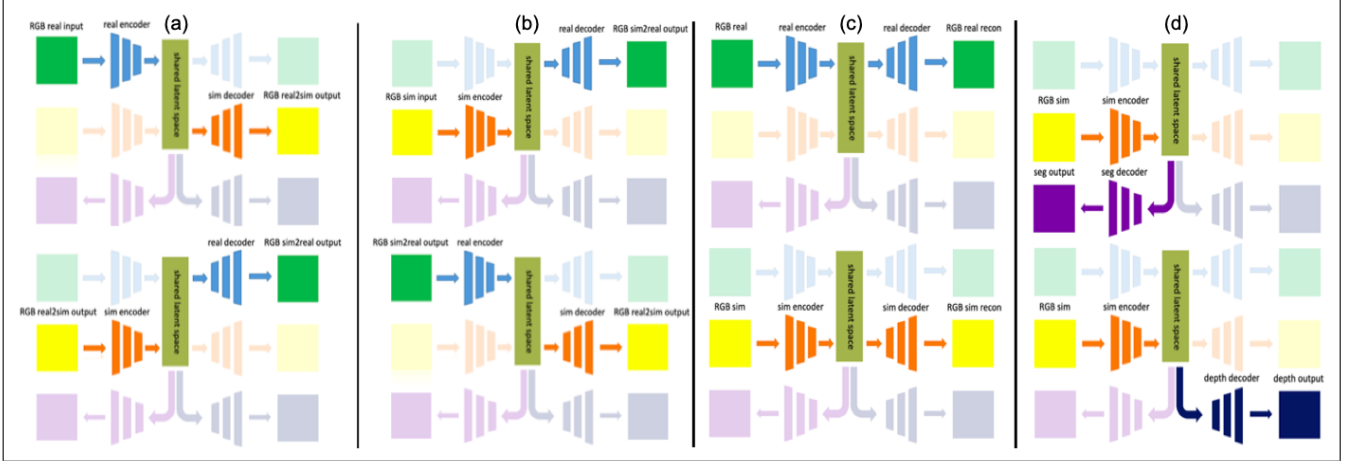 (a)
RGB real input
real encoder
shared latent space
sim decoder
RGB real2sim output
real decoder
RGB sim2real output
RGB real2sim output
sim encoder
shared latent space
(b)
real decoder
RGB sim2real output
RGB sim input
sim encoder
shared latent space
RGB sim2real output
real encoder
shared latent space
sim decoder
RGB real2sim output
(c)
RGB real
real encoder
real decoder
RGB real recon
shared latent space
RGB sim
sim encoder
shared latent space
sim decoder
RGB sim recon
(d)
RGB sim
sim encoder
shared latent space
seg output
seg decoder
RGB sim
sim encoder
shared latent space
depth decoder
depth output